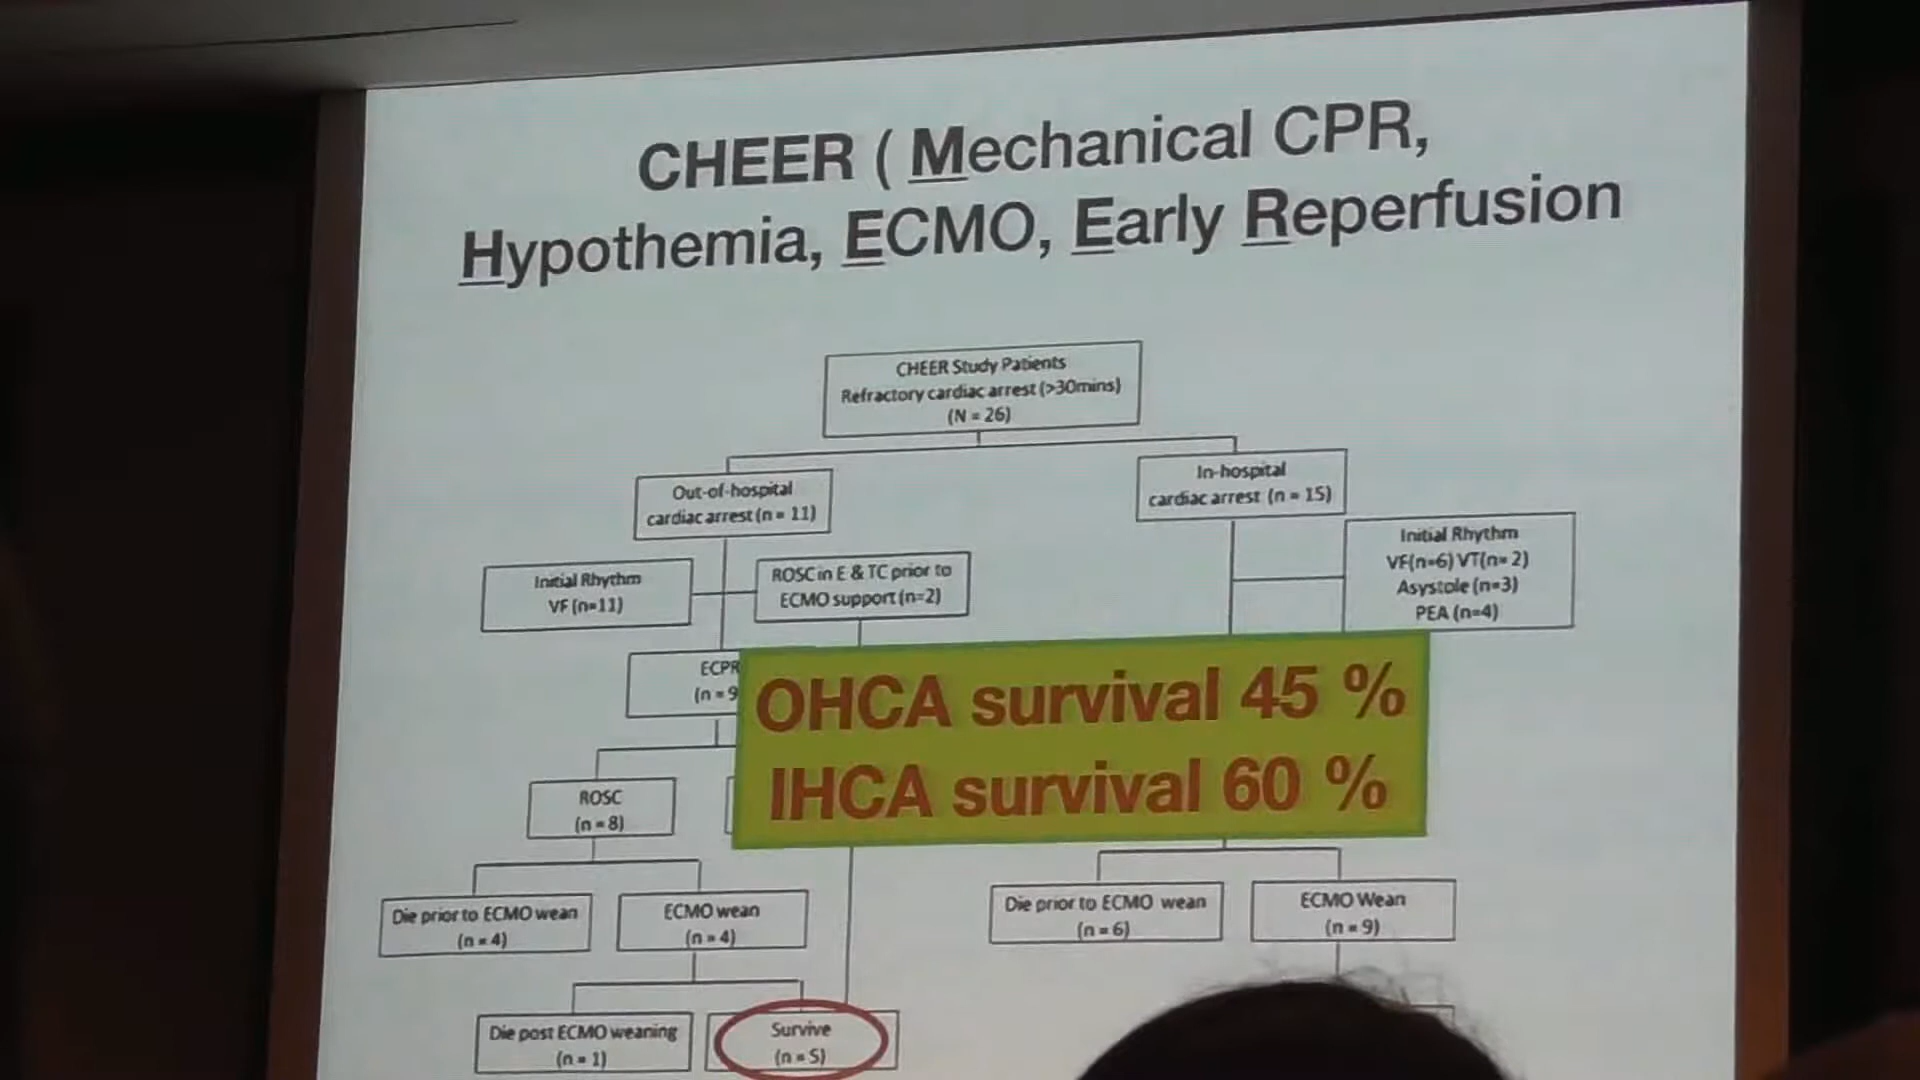 CHEER ( Mechanical CPR,
Hypothemia, ECMO, Early Reperfusion
CHEER Study Patients
Refractory cardiac arrest (>30mins)
(N = 26)
Out-of-hospital
cardiac arrest (n = 11)
In-hospital
cardiac arrest (n = 15)
Initial Rhythm
VF (n=11)
ROSC in E & TC prior to
ECMO support (n=2)
Initial Rhythm
VF(n=6) VT(n= 2)
Asystole (n=3)
PEA (n=4)
ECPR
(n = 9
OHCA survival 45 %
IHCA survival 60 %
ROSC
(n = 8)
Die prior to ECMO wean
(n = 4)
ECMO wean
(n = 4)
Die prior to ECMO wean
(n = 6)
ECMO Wean
(n = 9)
Die post ECMO weaning
(n = 1)
Survive
(n = 5)